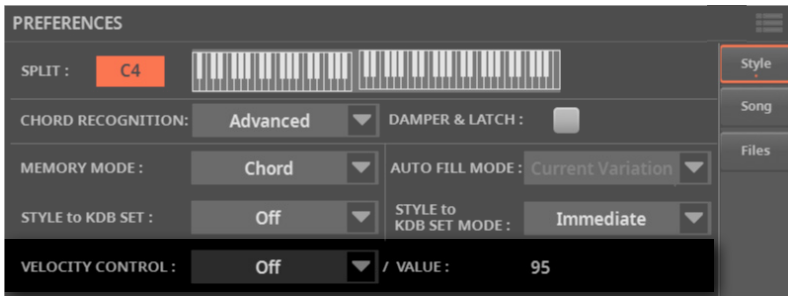 PREFERENCES
SPLIT : C4
Style
Song
Files
CHORD RECOGNITION: Advanced DAMPER & LATCH :
MEMORY MODE : Chord AUTO FILL MODE : Current Variation
STYLE to KDB SET : Off STYLE to
KDB SET MODE : Immediate
VELOCITY CONTROL : Off / VALUE : 95